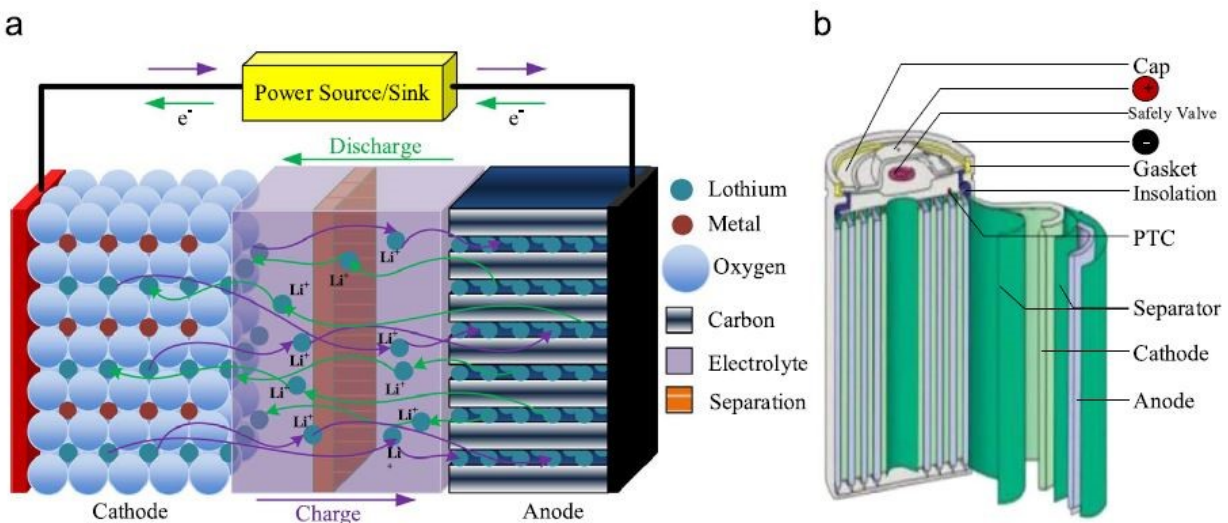 a
Power Source/Sink
e-
e-
Discharge
Li+
Li+
Li+
Li+
Li+
Li+
Li+
Li+
Li+
Li+
Cathode
Charge
Anode
Lothium
Metal
Oxygen
Carbon
Electrolyte
Separation
b
Cap
+
Safely Valve
-
Gasket
Insolation
PTC
Separator
Cathode
Anode